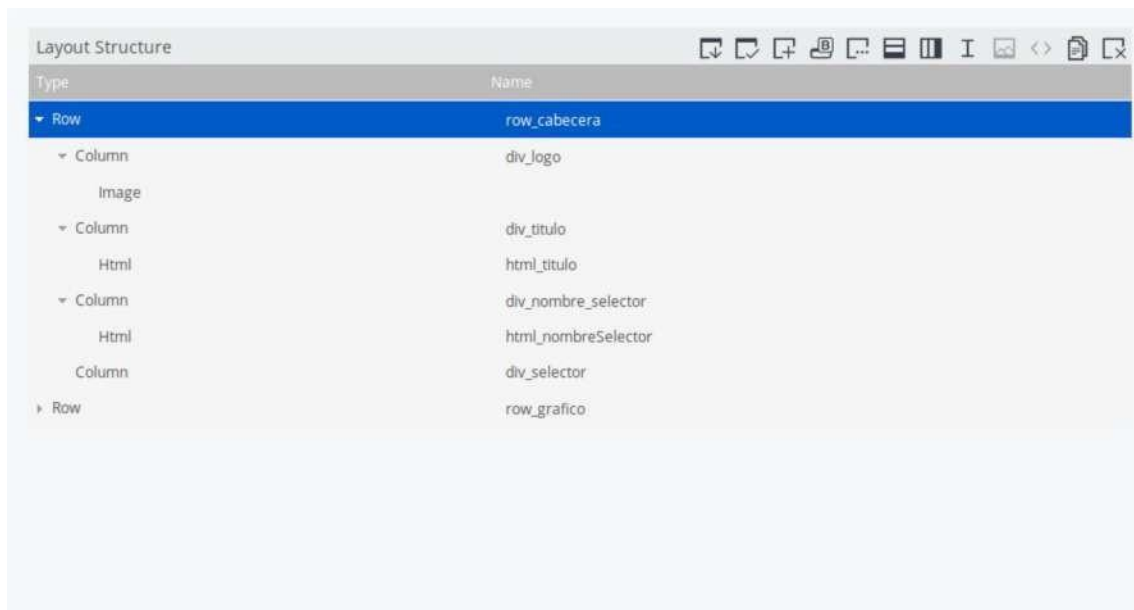 Layout Structure
Type Name
Row row_cabecera
Column div_logo
Image
Column div_titulo
Html html_titulo
Column div_nombre_selector
Html html_nombreSelector
Column div_selector
Row row_grafico